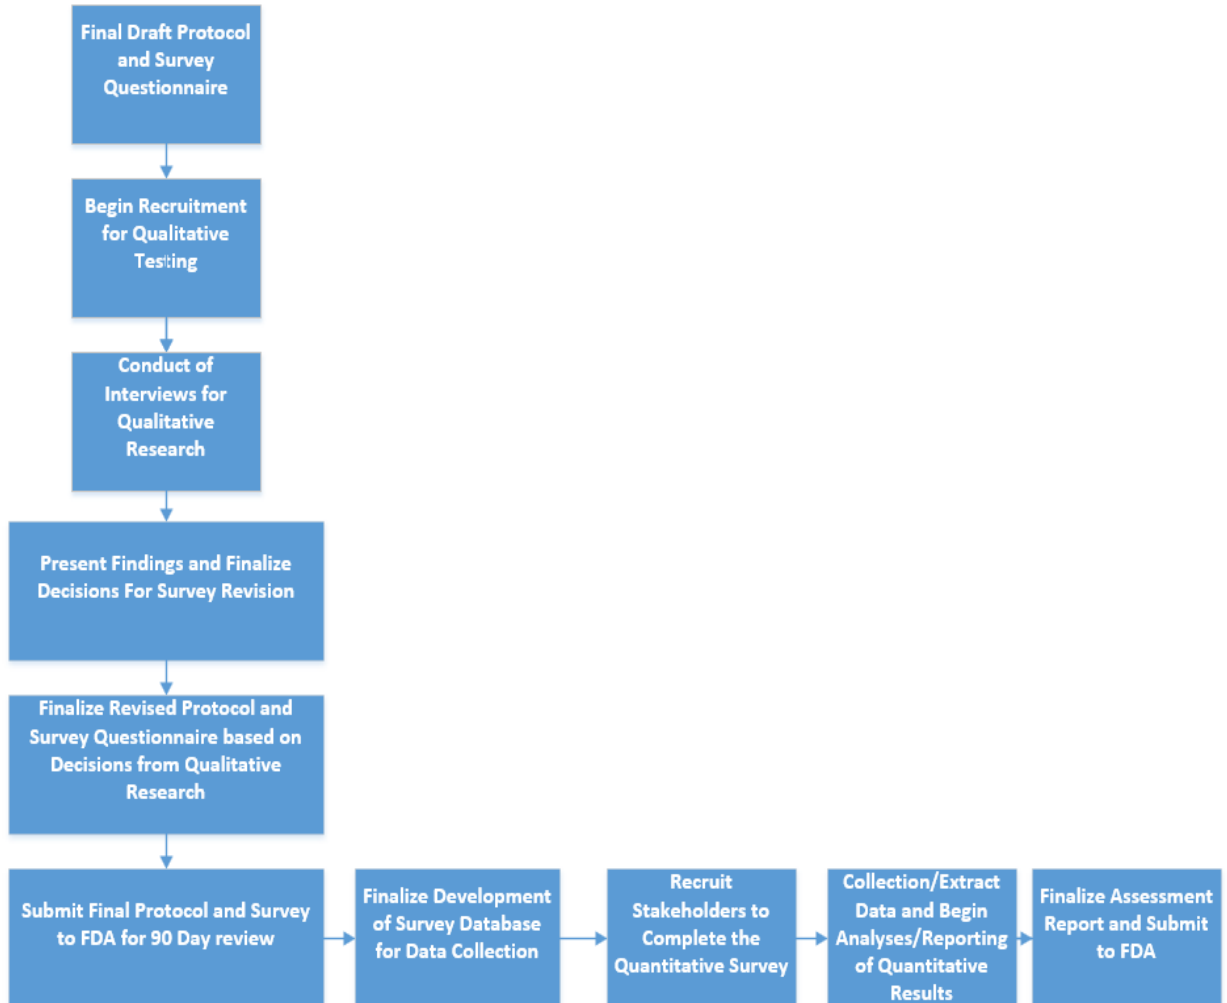 Final Draft Protocol
and Survey
Questionnaire
Begin Recruitment
for Qualitative
Testing
Conduct of
Interviews for
Qualitative
Research
Present Findings and Finalize
Decisions For Survey Revision
Finalize Revised Protocol and
Survey Questionnaire based on
Decisions from Qualitative
Research
Submit Final Protocol and Survey
to FDA for 90 Day review
Finalize Development
of Survey Database
for Data Collection
Recruit
Stakeholders to
Complete the
Quantitative Survey
Collection/Extract
Data and Begin
Analyses/Reporting
of Quantitative
Results
Finalize Assessment
Report and Submit
to FDA